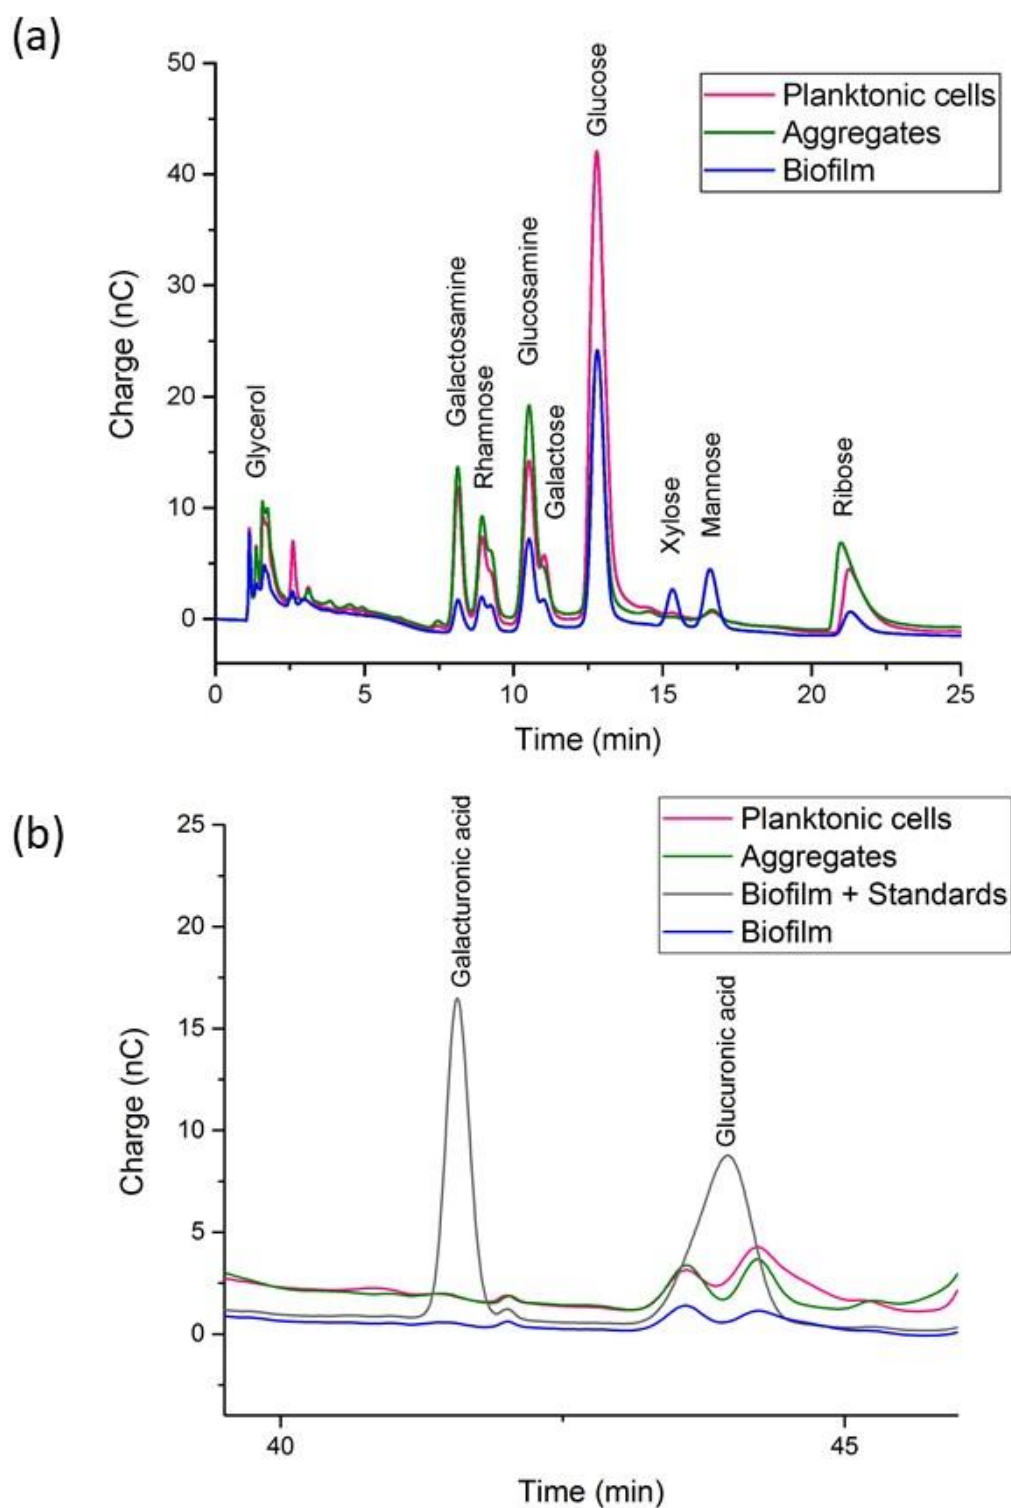 (a)
50
40
30
20
10
0
Charge (nC)
Glycerol
Galactosamine
Rhamnose
Glucosamine
Galactose
Glucose
Xylose
Mannose
Ribose
Planktonic cells
Aggregates
Biofilm
0 5 10 15 20 25
Time (min)
(b)
25
20
15
10
5
0
Charge (nC)
Galacturonic acid
Glucuronic acid
Planktonic cells
Aggregates
Biofilm + Standards
Biofilm
40 45
Time (min)